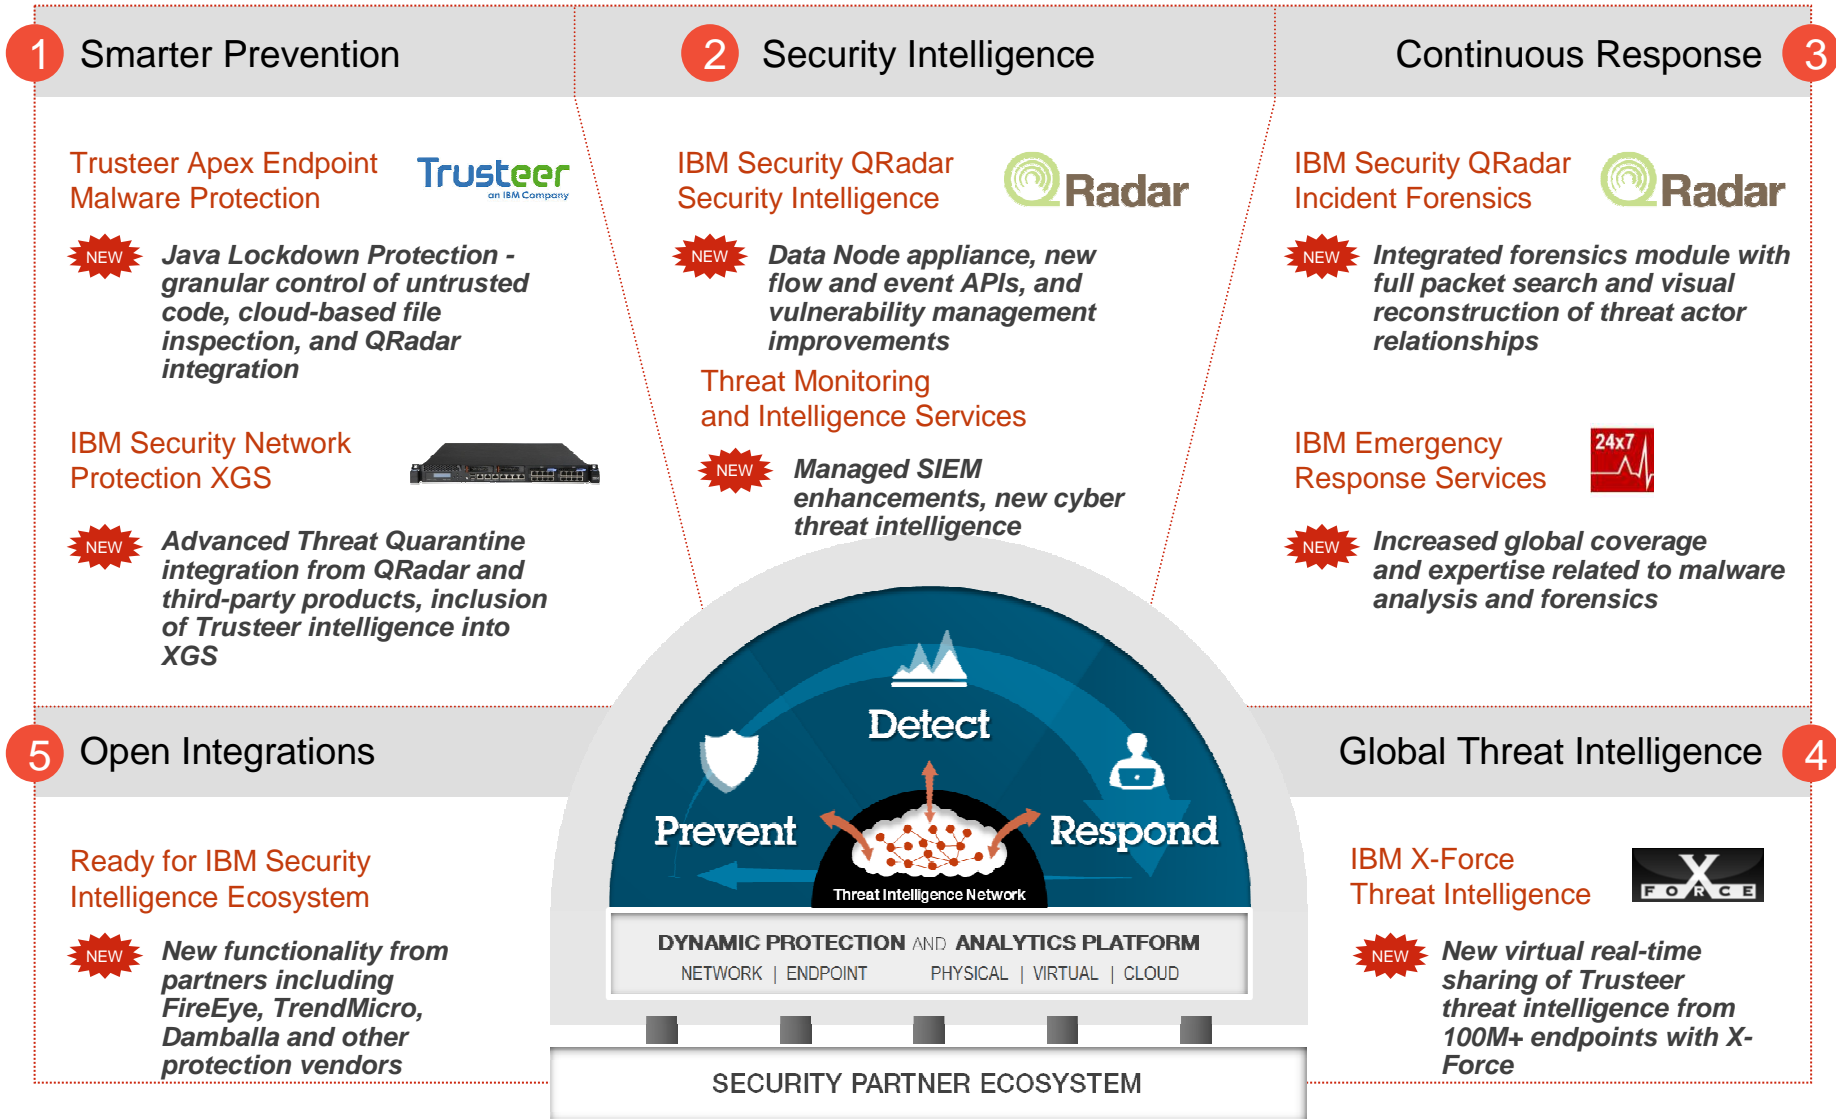 1 Smarter Prevention
Trusteer Apex Endpoint
Malware Protection
Trusteer
an IBM Company
NEW
Java Lockdown Protection -
granular control of untrusted
code, cloud-based file
inspection, and QRadar
integration
IBM Security Network
Protection XGS
NEW
Advanced Threat Quarantine
integration from QRadar and
third-party products, inclusion
of Trusteer intelligence into
XGS
2 Security Intelligence
IBM Security QRadar
Security Intelligence
QRadar
NEW
Data Node appliance, new
flow and event APIs, and
vulnerability management
improvements
Threat Monitoring
and Intelligence Services
NEW
Managed SIEM
enhancements, new cyber
threat intelligence
Continuous Response 3
IBM Security QRadar
Incident Forensics
QRadar
NEW
Integrated forensics module with
full packet search and visual
reconstruction of threat actor
relationships
IBM Emergency
Response Services
24x7
NEW
Increased global coverage
and expertise related to malware
analysis and forensics
5 Open Integrations
Ready for IBM Security
Intelligence Ecosystem
NEW
New functionality from
partners including
FireEye, TrendMicro,
Damballa and other
protection vendors
Detect
Prevent
Respond
Threat Intelligence Network
DYNAMIC PROTECTION AND ANALYTICS PLATFORM
NETWORK | ENDPOINT PHYSICAL | VIRTUAL | CLOUD
SECURITY PARTNER ECOSYSTEM
Global Threat Intelligence 4
IBM X-Force
Threat Intelligence
X
FORCE
NEW
New virtual real-time
sharing of Trusteer
threat intelligence from
100M+ endpoints with X-
Force